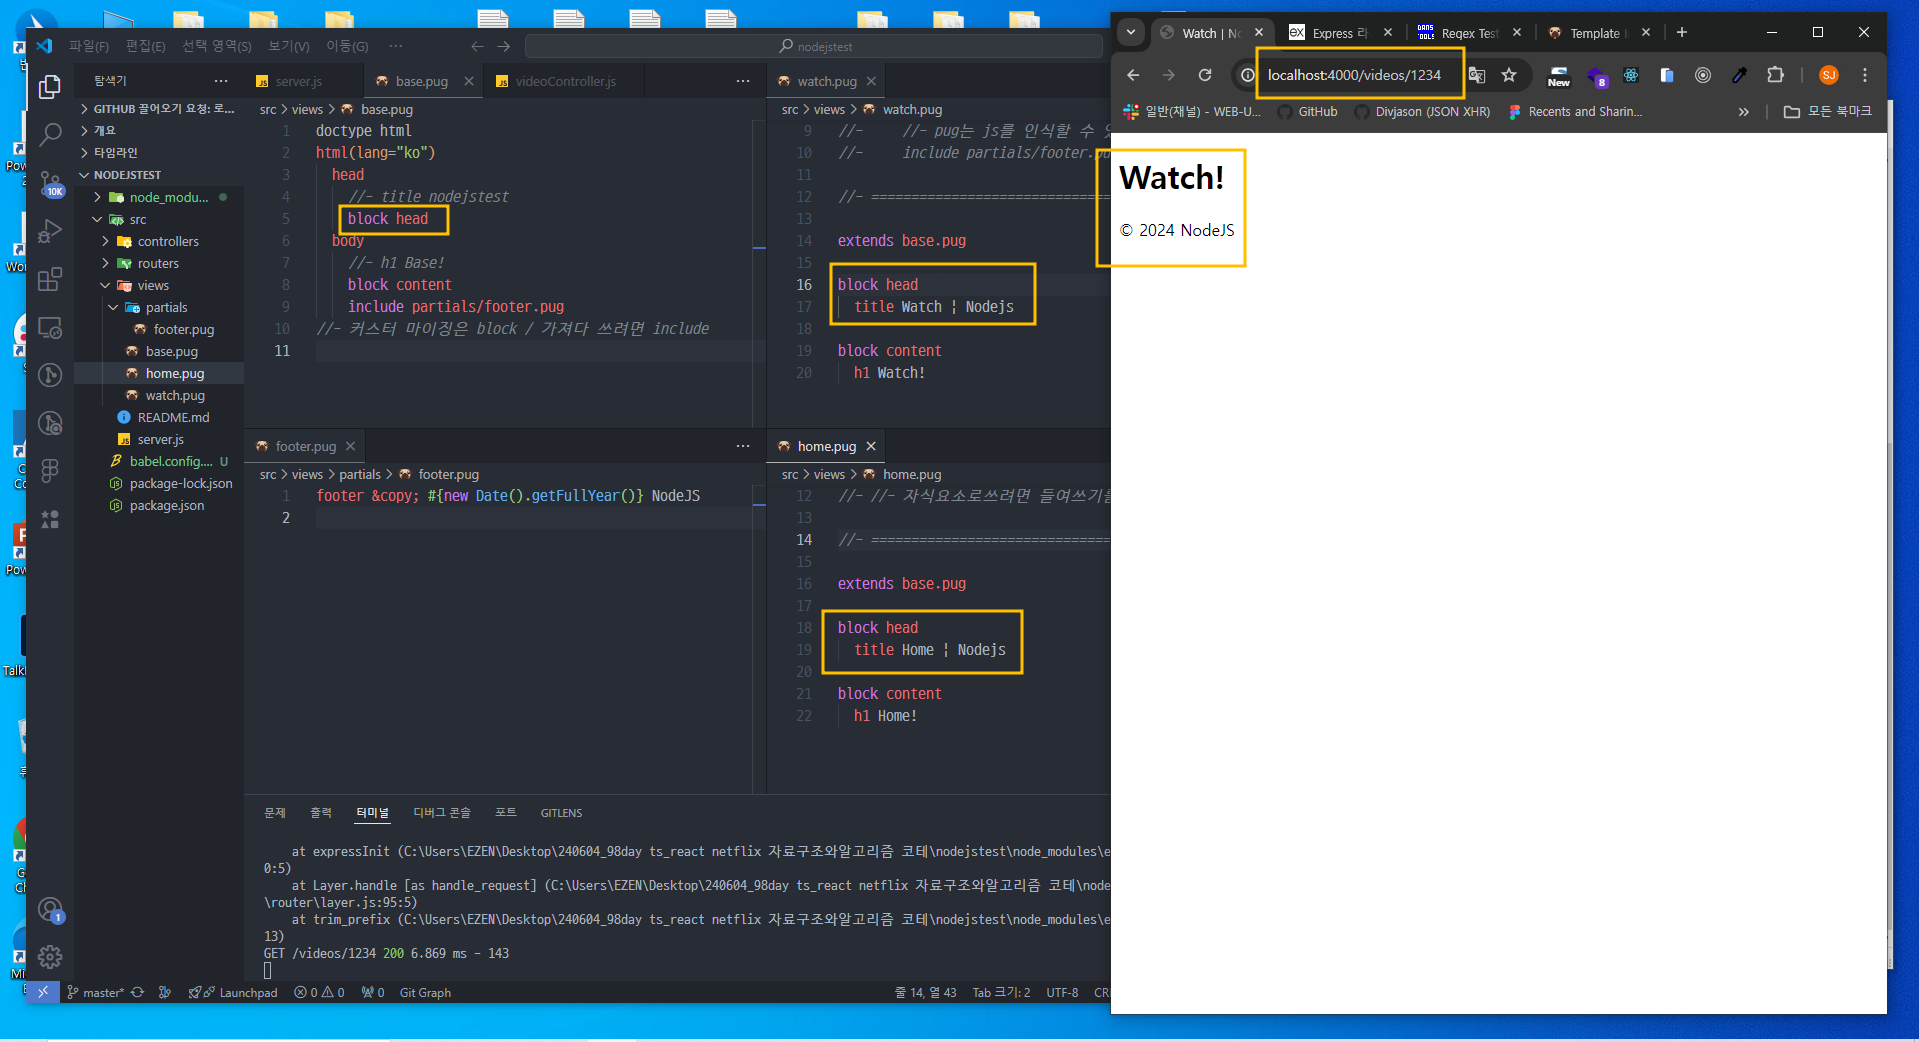 파일(F) 편집(E) 선택 영역(S) 보기(V) 이동(G) ··· nodejstest
탐색기 ···
GITHUB 끌어오기 요청: 로...
개요
타임라인
NODEJSTEST
node_modu...
src
controllers
routers
views
partials
footer.pug
base.pug
home.pug
watch.pug
README.md
server.js
babel.config.... U
package-lock.json
package.json
10K
1
server.js base.pug videoController.js ···
src > views > base.pug
1 doctype html
2 html(lang="ko")
3 head
4 //- title nodejstest
5 block head
6 body
7 //- h1 Base!
8 block content
9 include partials/footer.pug
10 //- 커스터 마이징은 block / 가져다 쓰려면 include
11
watch.pug
src > views > watch.pug
9 //- //- pug는 js를 인식할 수
10 //- include partials/footer.pu
11
12 //- ==============================
13
14 extends base.pug
15
16 block head
17 title Watch | Nodejs
18
19 block content
20 h1 Watch!
footer.pug ···
src > views > partials > footer.pug
1 footer &copy; #{new Date().getFullYear()} NodeJS
2
home.pug
src > views > home.pug
12 //- //- 자식요소로쓰려면 들여쓰기를
13
14 //- ==============================
15
16 extends base.pug
17
18 block head
19 title Home | Nodejs
20
21 block content
22 h1 Home!
문제 출력 터미널 디버그 콘솔 포트 GITLENS
at expressInit (C:\Users\EZEN\Desktop\240604_98day ts_react netflix 자료구조와알고리즘 코테\nodejstest\node_modules\e
0:5)
at Layer.handle [as handle_request] (C:\Users\EZEN\Desktop\240604_98day ts_react netflix 자료구조와알고리즘 코테\node
\router\layer.js:95:5)
at trim_prefix (C:\Users\EZEN\Desktop\240604_98day ts_react netflix 자료구조와알고리즘 코테\nodejstest\node_modules\e
13)
GET /videos/1234 200 6.869 ms - 143
master* Launchpad 0 0 0 Git Graph 줄 14, 열 43 Tab 크기: 2 UTF-8 CR
Watch | No Express 라 Regex Test Template I
localhost:4000/videos/1234 New 8 SJ
일반(채널) - WEB-U... GitHub Divjason (JSON XHR) Recents and Sharin... » 모든 북마크
Watch!
© 2024 NodeJS